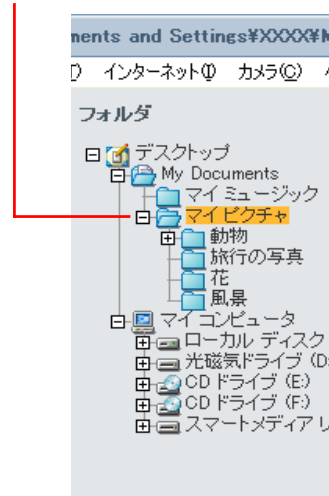 ments and Settings¥XXXX¥M
インターネット(I) カメラ(C)
フォルダ
デスクトップ
My Documents
マイ ミュージック
マイ ピクチャ
動物
旅行の写真
花
風景
マイ コンピュータ
ローカル ディスク
光磁気ドライブ (D:
CD ドライブ (E:)
CD ドライブ (F:)
スマートメディア リ